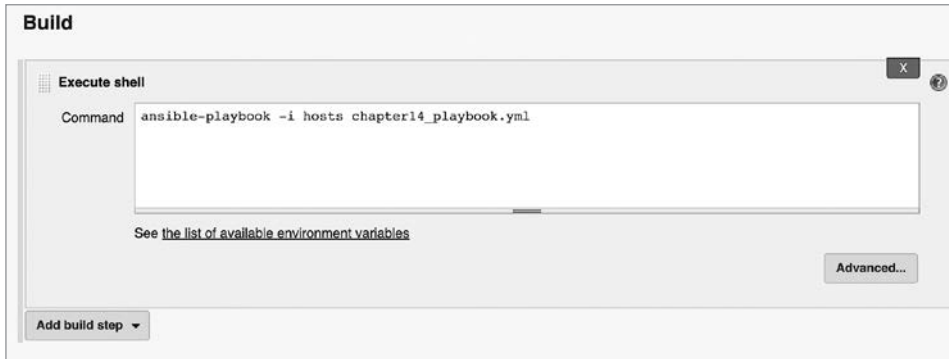 Build
X
Execute shell
?
Command
ansible-playbook -i hosts chapter14_playbook.yml
See the list of available environment variables
Advanced...
Add build step